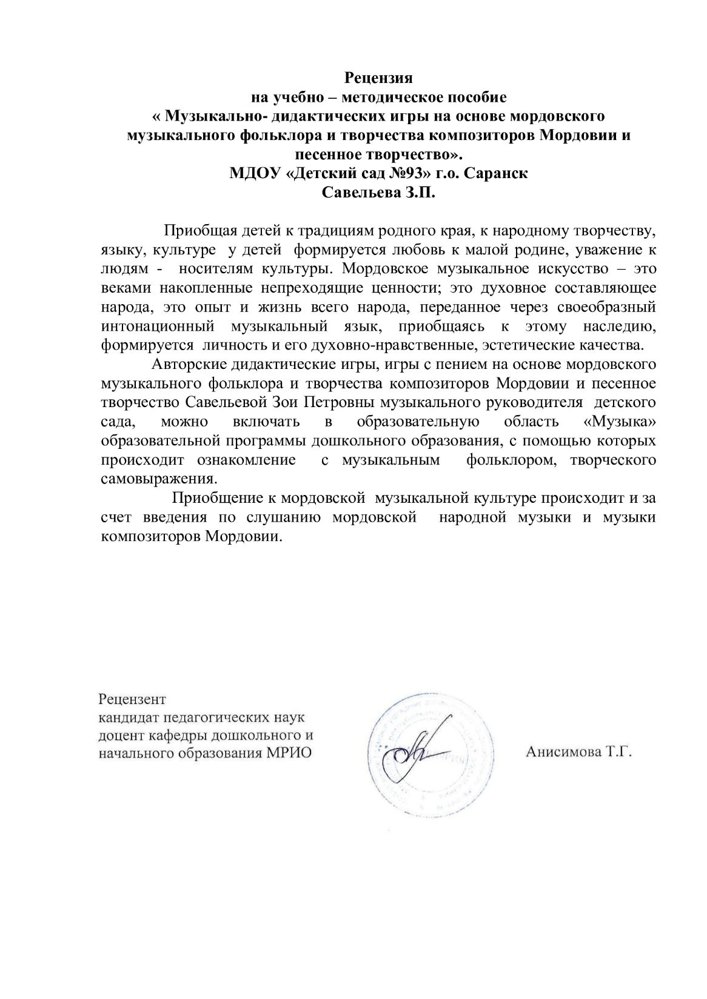 Рецензия
на учебно – методическое пособие
« Музыкально- дидактических игры на основе мордовского
музыкального фольклора и творчества композиторов Мордовии и
песенное творчество».
МДОУ «Детский сад №93» г.о. Саранск
Савельева З.П.
Приобщая детей к традициям родного края, к народному творчеству,
языку, культуре у детей формируется любовь к малой родине, уважение к
людям - носителям культуры. Мордовское музыкальное искусство – это
веками накопленные непреходящие ценности; это духовное составляющее
народа, это опыт и жизнь всего народа, переданное через своеобразный
интонационный музыкальный язык, приобщаясь к этому наследию,
формируется личность и его духовно-нравственные, эстетические качества.
Авторские дидактические игры, игры с пением на основе мордовского
музыкального фольклора и творчества композиторов Мордовии и песенное
творчество Савельевой Зои Петровны музыкального руководителя детского
сада, можно включать в образовательную область «Музыка»
образовательной программы дошкольного образования, с помощью которых
происходит ознакомление с музыкальным фольклором, творческого
самовыражения.
Приобщение к мордовской музыкальной культуре происходит и за
счет введения по слушанию мордовской народной музыки и музыки
композиторов Мордовии.
Рецензент
кандидат педагогических наук
доцент кафедры дошкольного и
начального образования МРИО
Анисимова Т.Г.